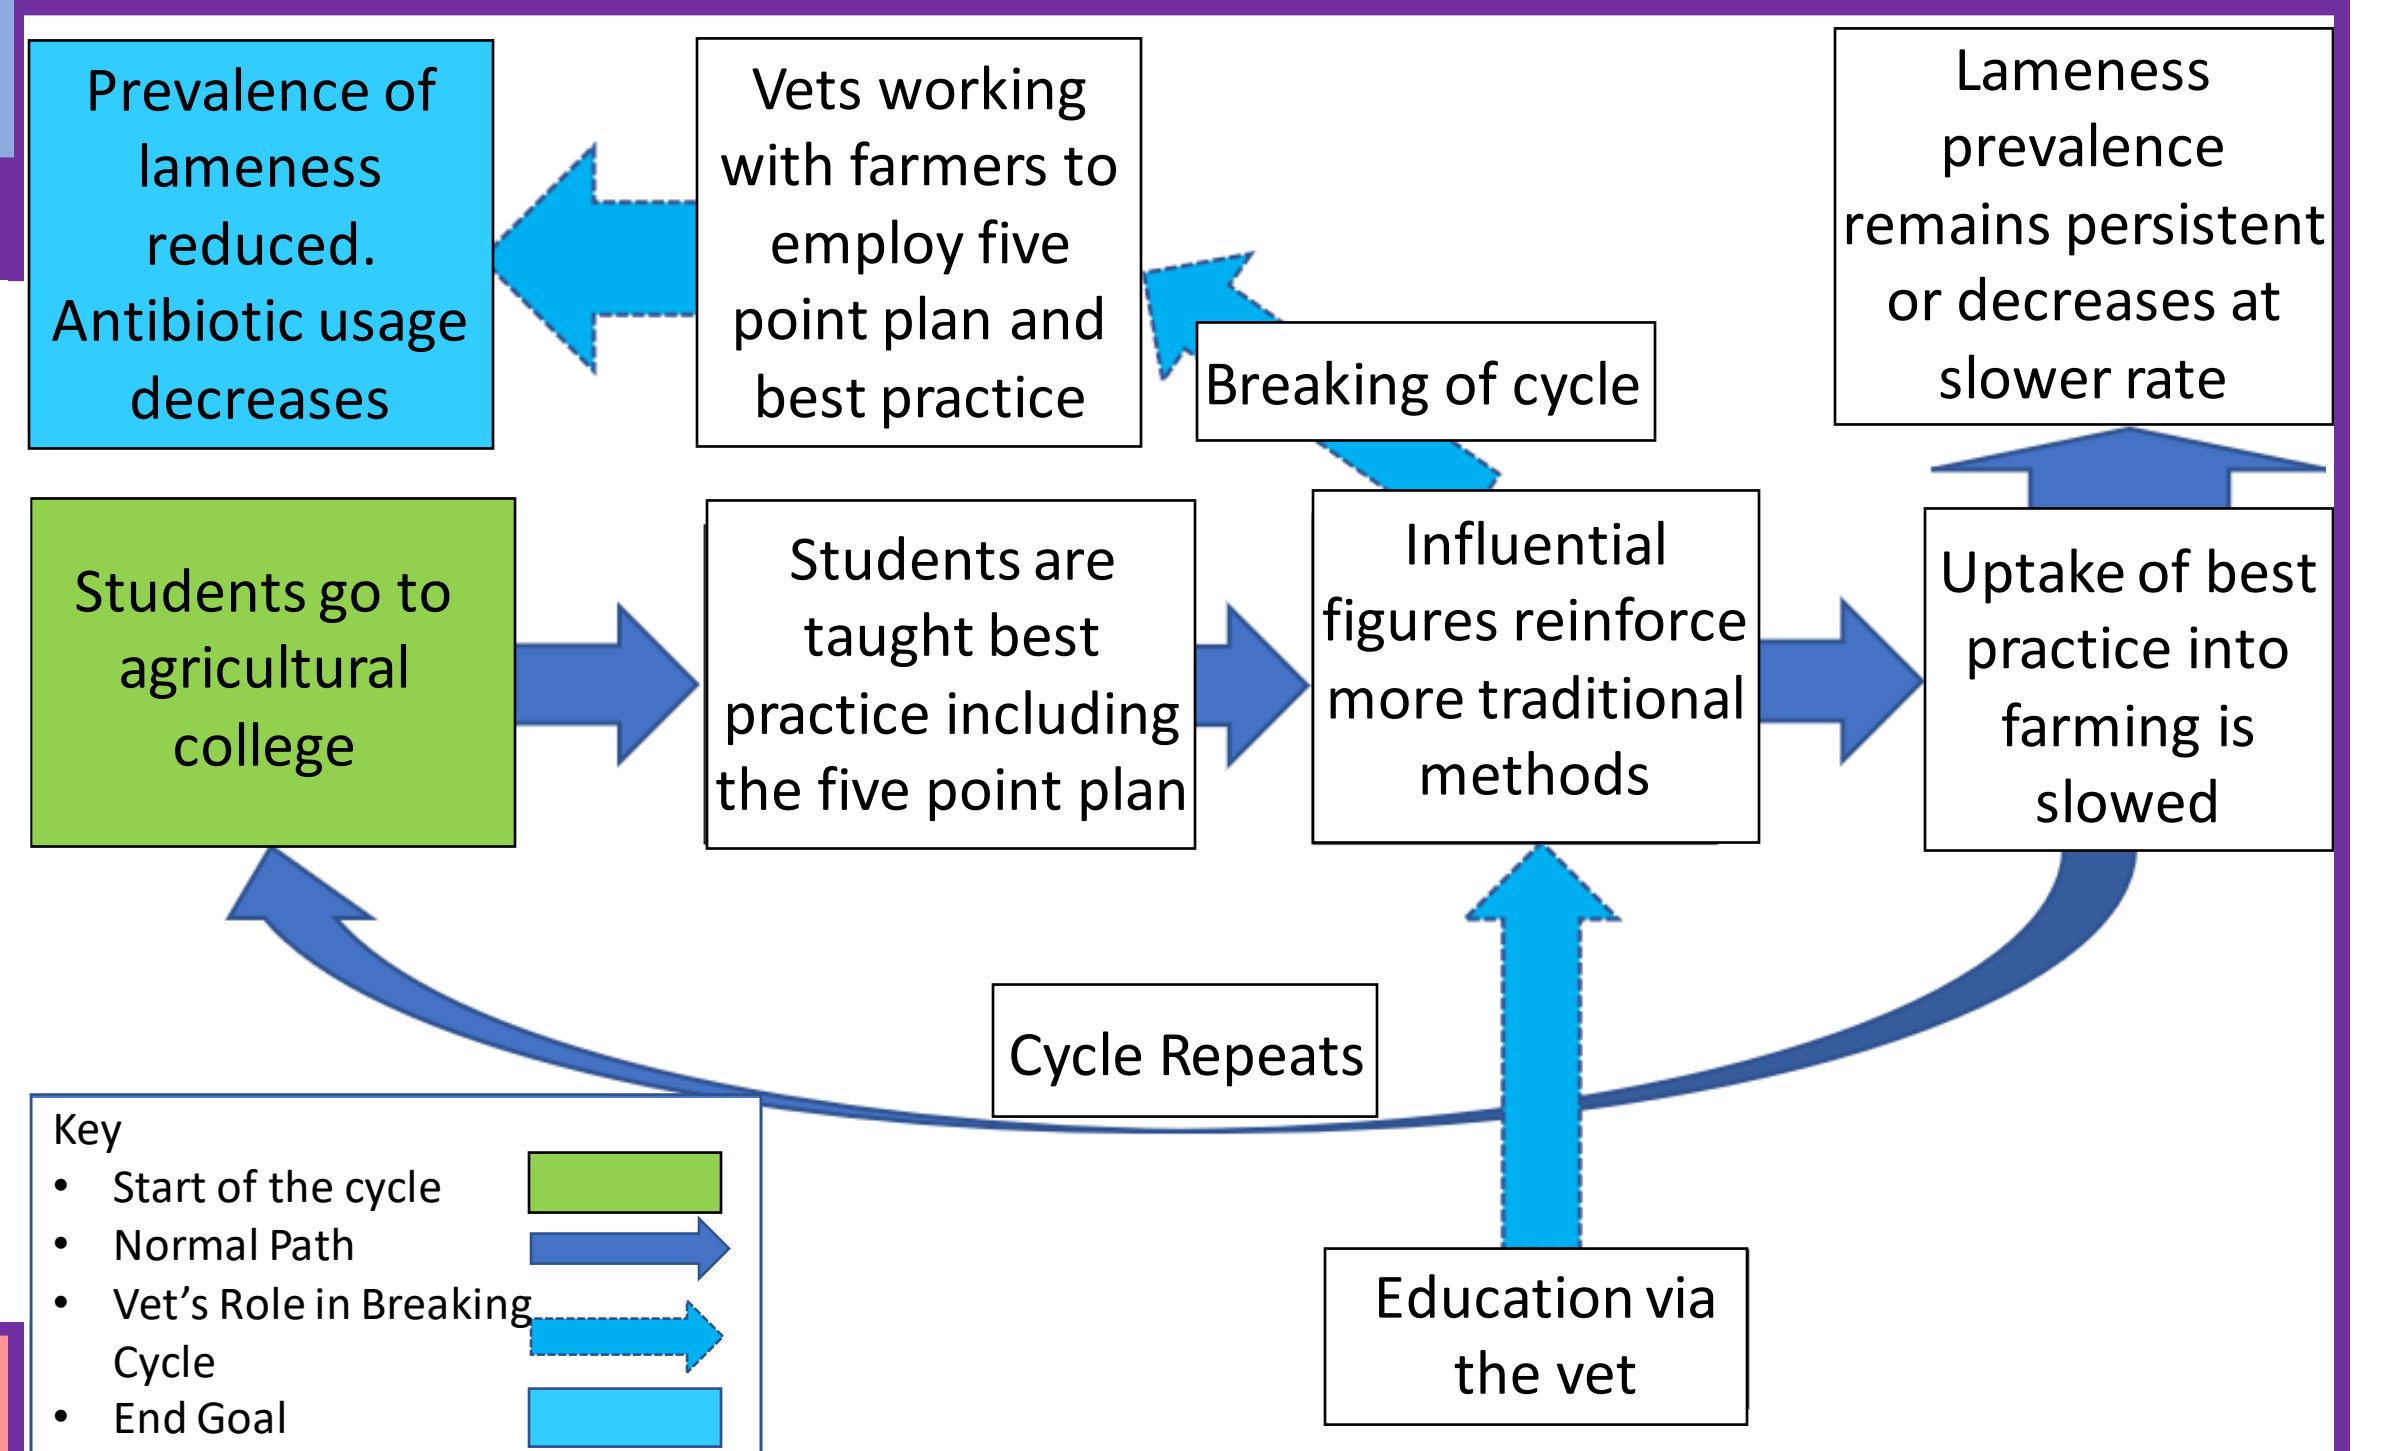 Prevalence of
lameness
reduced.
Antibiotic usage
decreases
Vets working
with farmers to
employ five
point plan and
best practice
Breaking of cycle
Lameness
prevalence
remains persistent
or decreases at
slower rate
Students go to
agricultural
college
Students are
taught best
practice including
the five point plan
Influential
figures reinforce
more traditional
methods
Uptake of best
practice into
farming is
slowed
Cycle Repeats
Education via
the vet
Key
• Start of the cycle
• Normal Path
• Vet’s Role in Breaking
Cycle
• End Goal